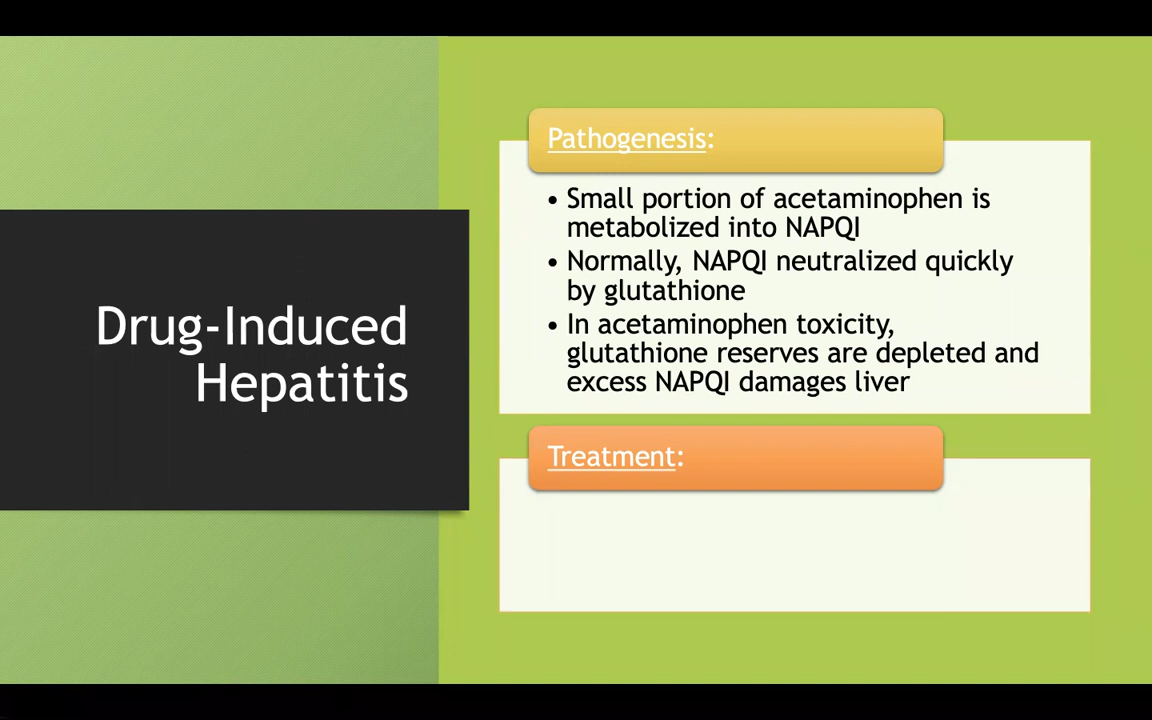 Drug-Induced
Hepatitis
Pathogenesis:
• Small portion of acetaminophen is
metabolized into NAPQI
• Normally, NAPQI neutralized quickly
by glutathione
• In acetaminophen toxicity,
glutathione reserves are depleted and
excess NAPQI damages liver
Treatment: